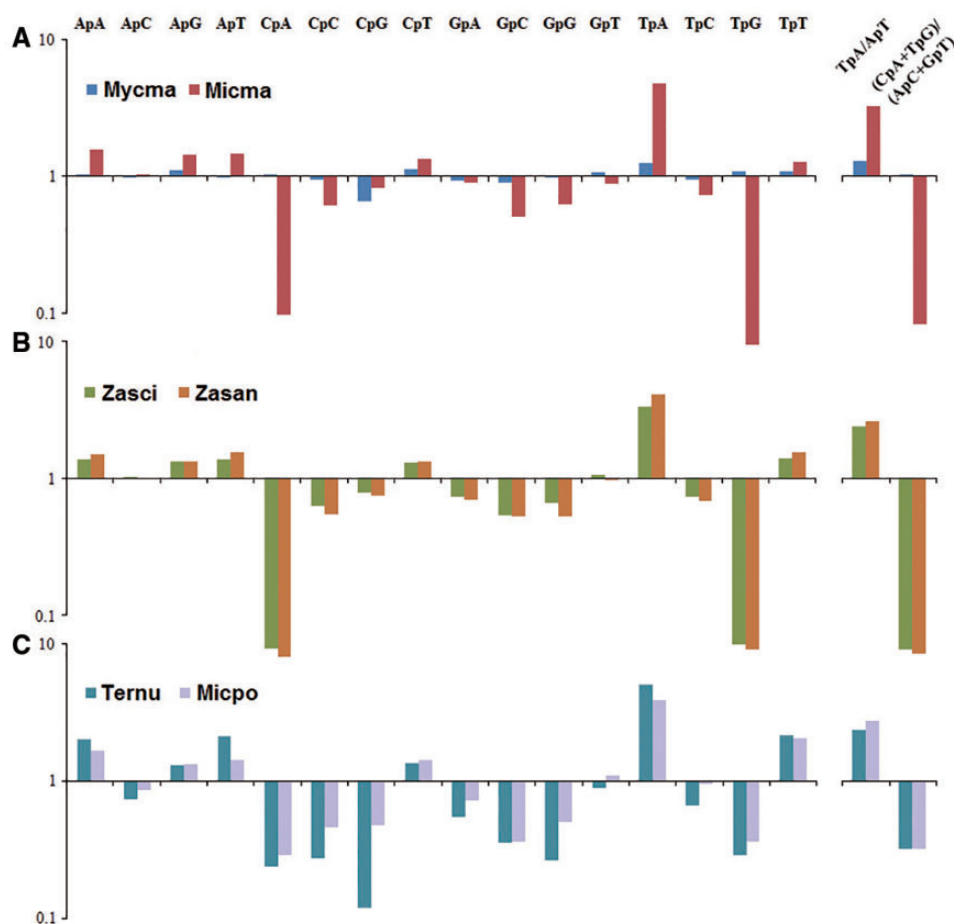 A
ApA ApC ApG ApT CpA CpC CpG CpT GpA GpC GpG GpT TpA TpC TpG TpT
TpA/ApT
(CpA+TpG)/
(ApC+GpT)
10
Mycma Micma
1
0.1
B
10
Zasci Zasan
1
0.1
C
10
Ternu Micpo
1
0.1